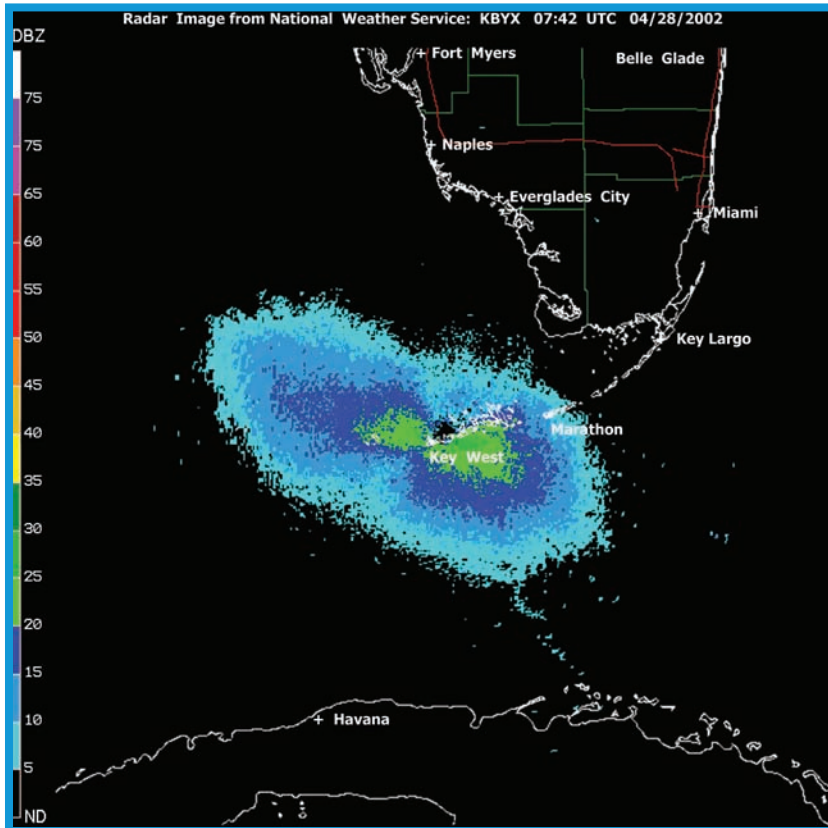 Radar Image from National Weather Service: KBYX 07:42 UTC 04/28/2002
DBZ
Fort Myers
Belle Glade
75
Naples
75
65
Everglades City
Miami
60
55
50
Key Largo
45
40
Marathon
Key West
35
30
25
20
15
Havana
10
5
ND